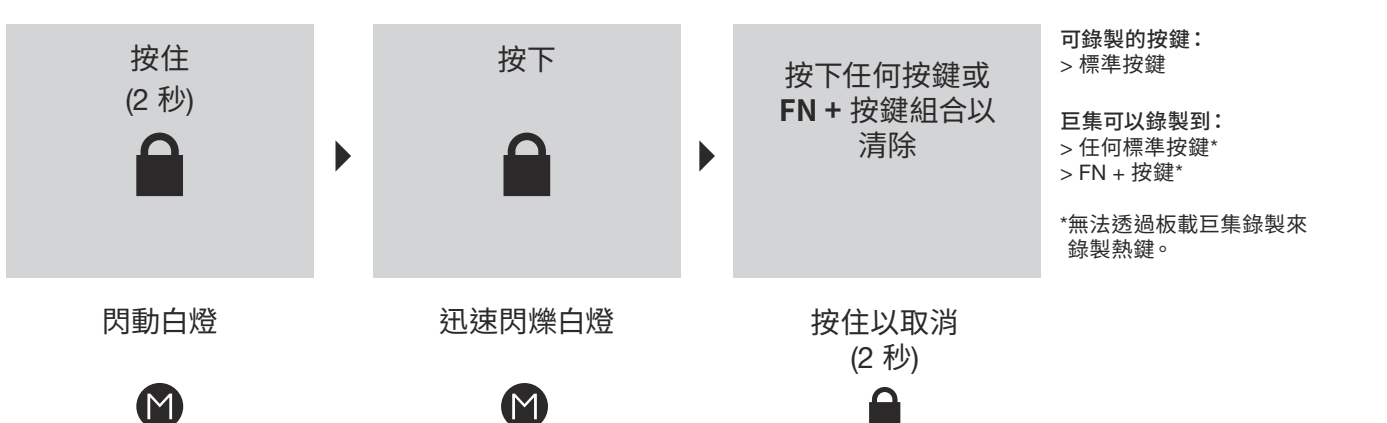 按住
(2 秒)
按下
按下任何按鍵或
FN + 按鍵組合以
清除
可錄製的按鍵：
> 標準按鍵
巨集可以錄製到：
> 任何標準按鍵*
> FN + 按鍵*
*無法透過板載巨集錄製來
錄製熱鍵。
閃動白燈
迅速閃爍白燈
按住以取消
(2 秒)
M
M